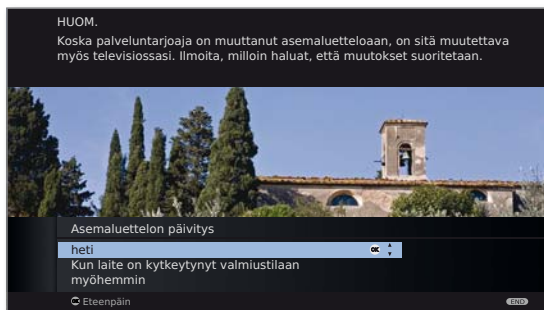 HUOM.
Koska palveluntarjoaja on muuttanut asemaluetteloaan, on sitä muutettava
myös televisiossasi. Ilmoita, milloin haluat, että muutokset suoritetaan.
Asemaluettelon päivitys
heti OK
Kun laite on kytkeytynyt valmiustilaan
myöhemmin
Eteenpäin END